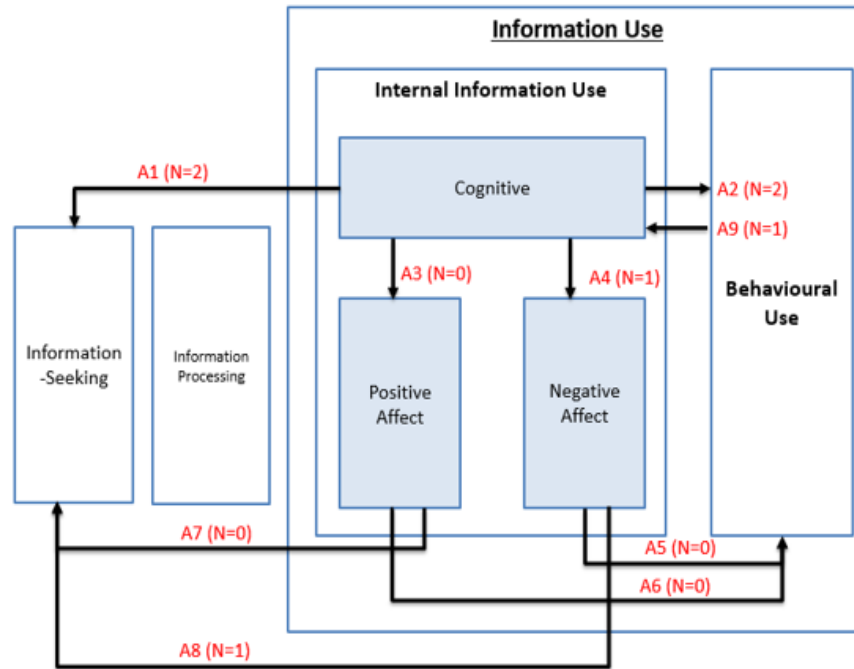 Information Use
Internal Information Use
A1 (N=2)
Cognitive
A2 (N=2)
A9 (N=1)
A3 (N=0)
A4 (N=1)
Behavioural
Use
Information
-Seeking
Information
Processing
Positive
Affect
Negative
Affect
A7 (N=0)
A5 (N=0)
A6 (N=0)
A8 (N=1)